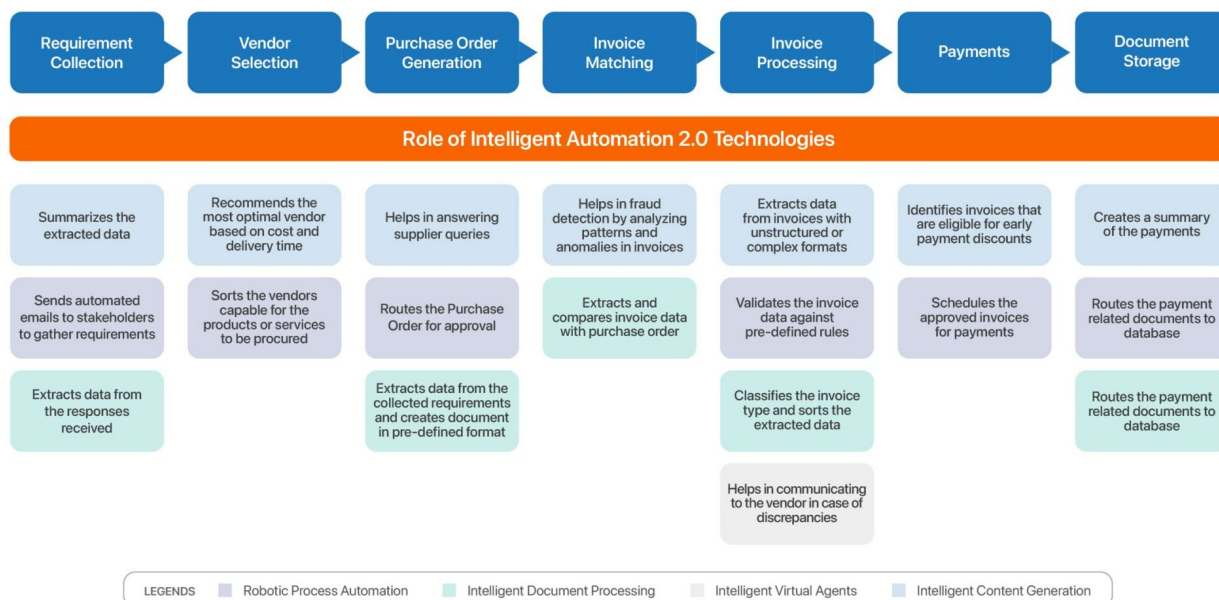 Requirement
Collection
Vendor
Selection
Purchase Order
Generation
Invoice
Matching
Invoice
Processing
Payments
Document
Storage
Role of Intelligent Automation 2.0 Technologies
Summarizes the
extracted data
Recommends the
most optimal vendor
based on cost and
delivery time
Helps in answering
supplier queries
Helps in fraud
detection by analyzing
patterns and
anomalies in invoices
Extracts data
from invoices with
unstructured or
complex formats
Identifies invoices that
are eligible for early
payment discounts
Creates a summary
of the payments
Sends automated
emails to stakeholders
to gather requirements
Sorts the vendors
capable for the
products or services
to be procured
Routes the Purchase
Order for approval
Extracts and
compares invoice data
with purchase order
Validates the invoice
data against
pre-defined rules
Schedules the
approved invoices
for payments
Routes the payment
related documents to
database
Extracts data from
the responses
received
Extracts data from the
collected requirements
and creates document
in pre-defined format
Classifies the invoice
type and sorts the
extracted data
Routes the payment
related documents to
database
Helps in communicating
to the vendor in case of
discrepancies
LEGENDS Robotic Process Automation Intelligent Document Processing Intelligent Virtual Agents Intelligent Content Generation